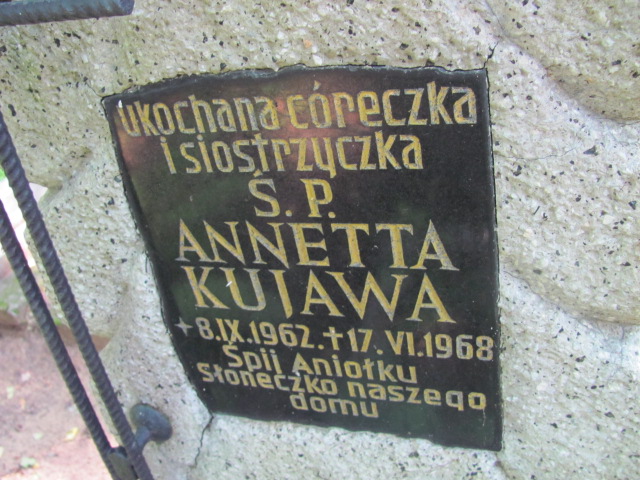 Ukochana córeczka
i siostrzyczka
Ś. P.
ANNETTA
KUJAWA
+8.IX.1962.+17.VI.1968
Śpij Aniołku
Słoneczko naszego
domu